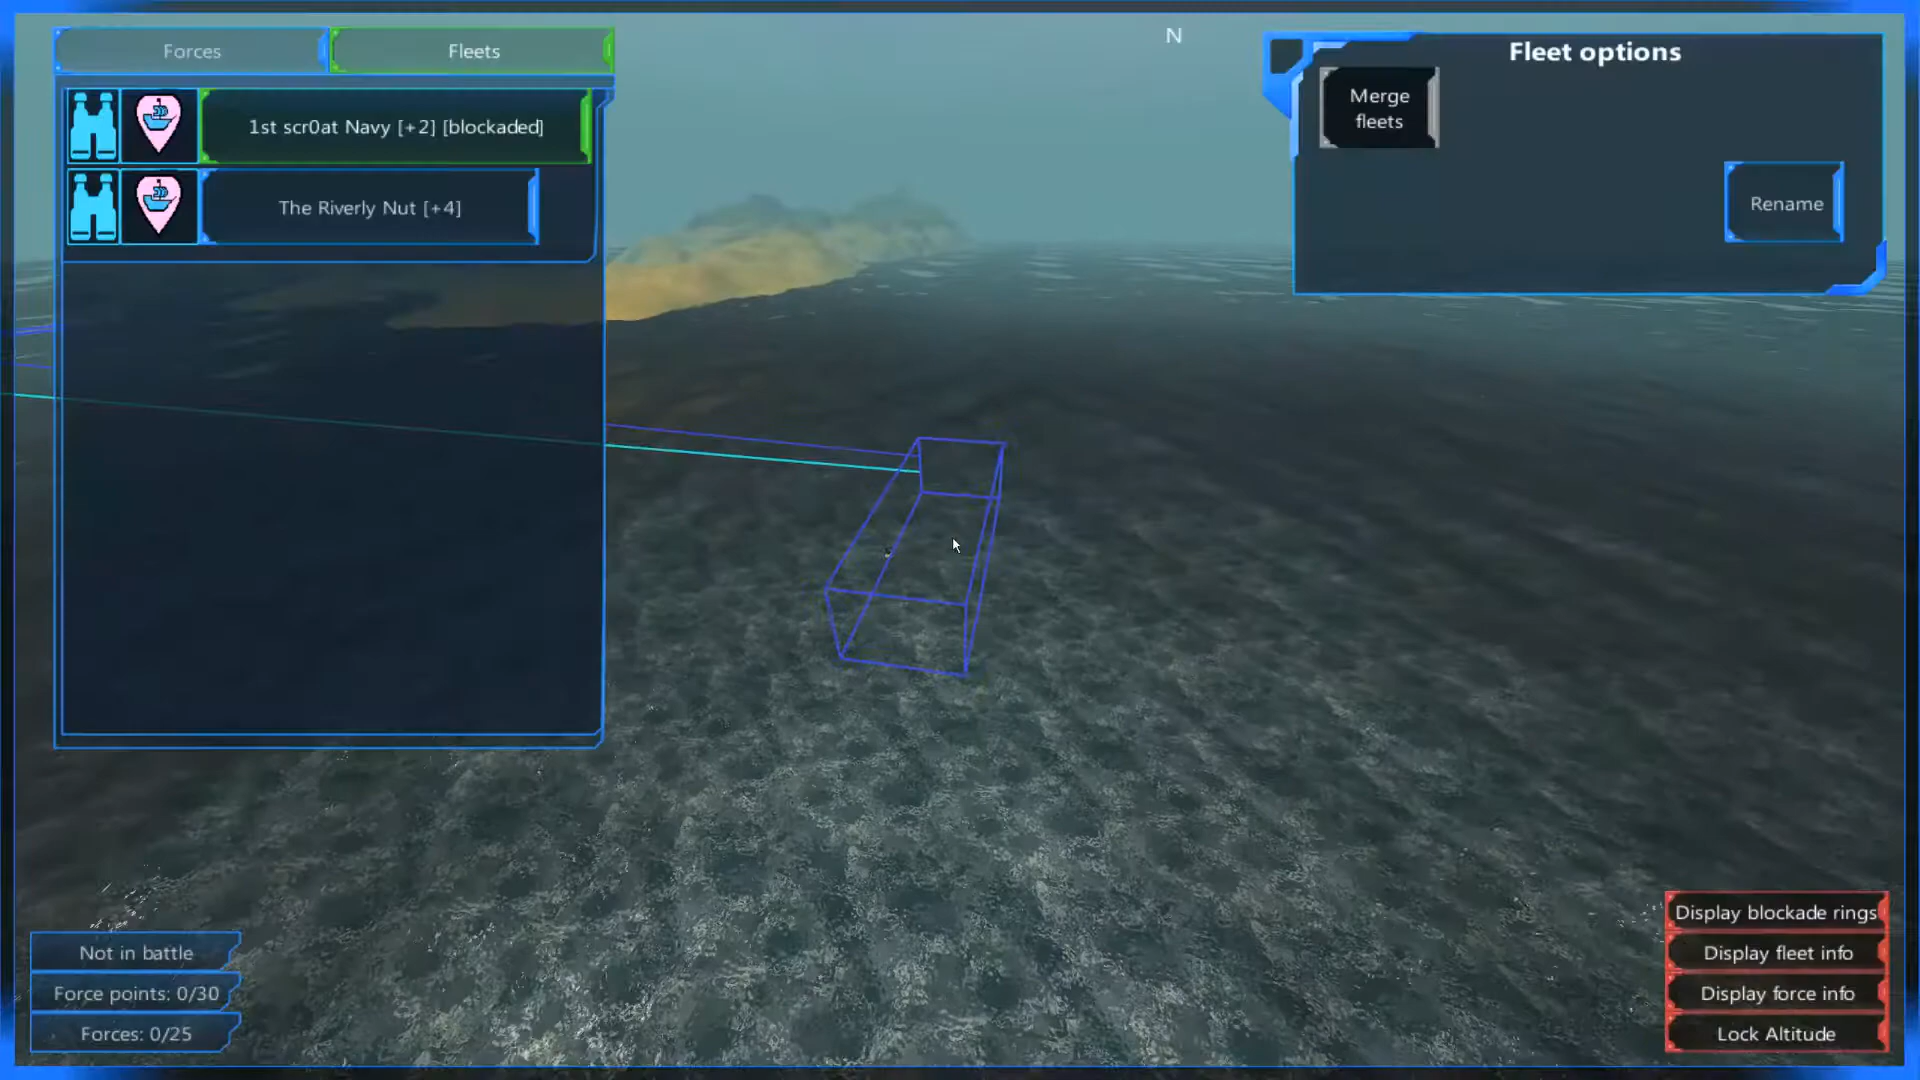 Forces
Fleets
N
Fleet options
1st scr0at Navy [+2] [blockaded]
Merge
fleets
The Riverly Nut [+4]
Rename
Not in battle
Force points: 0/30
Forces: 0/25
Display blockade rings
Display fleet info
Display force info
Lock Altitude